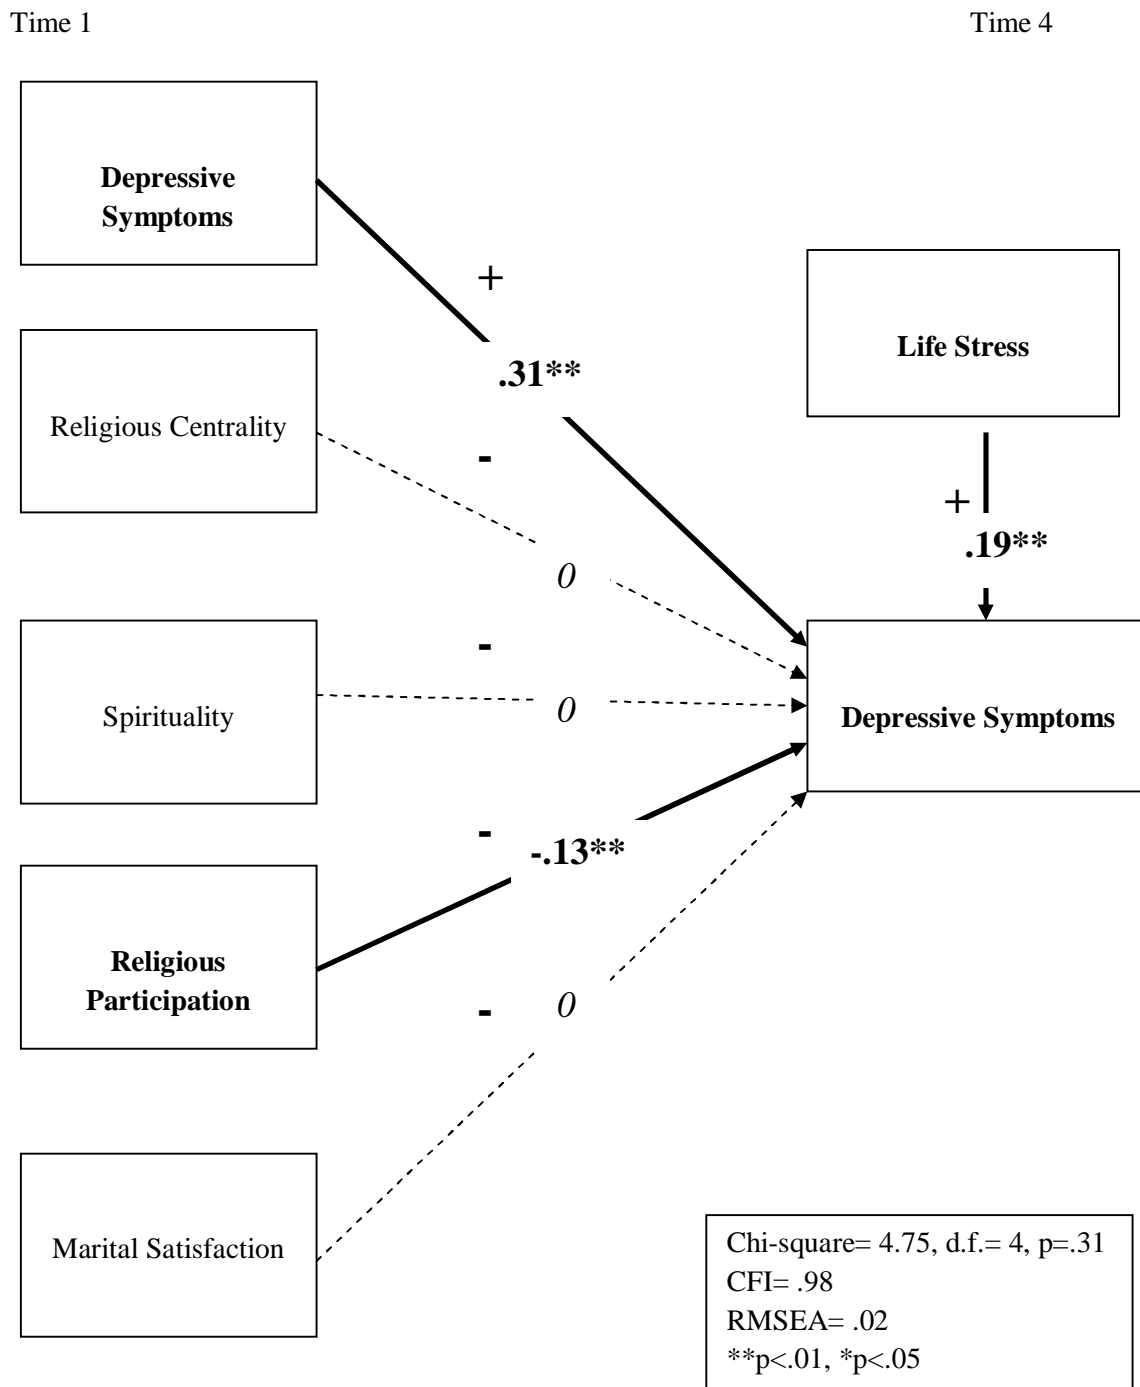 Time 1
Time 4
Depressive
Symptoms
+
.31**
Life Stress
Religious Centrality
-
+
.19**
0
Spirituality
-
0
Depressive Symptoms
-
-.13**
Religious
Participation
-
0
Marital Satisfaction
Chi-square= 4.75, d.f.= 4, p=.31
CFI= .98
RMSEA= .02
**p<.01, *p<.05